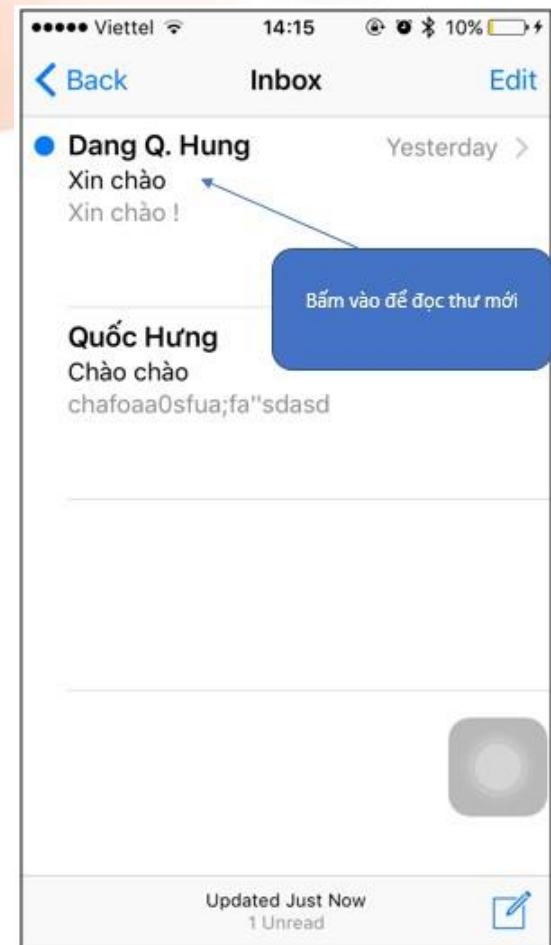 Viettel 14:15 10%
Back Inbox Edit
Dang Q. Hung Yesterday
Xin chào
Xin chào !
Bấm vào để đọc thư mới
Quốc Hưng
Chào chào
chafoaa0sfua;fa"sdasd
Updated Just Now
1 Unread